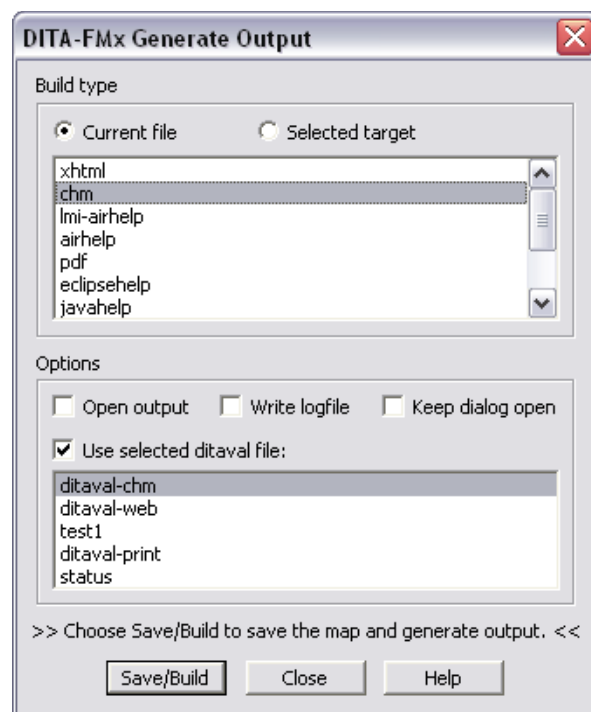 DITA-FMx Generate Output
Build type
Current file Selected target
xhtml
chm
lmi-airhelp
airhelp
pdf
eclipsehelp
javahelp
Options
Open output Write logfile Keep dialog open
Use selected ditaval file:
ditaval-chm
ditaval-web
test1
ditaval-print
status
>> Choose Save/Build to save the map and generate output. <<
Save/Build Close Help